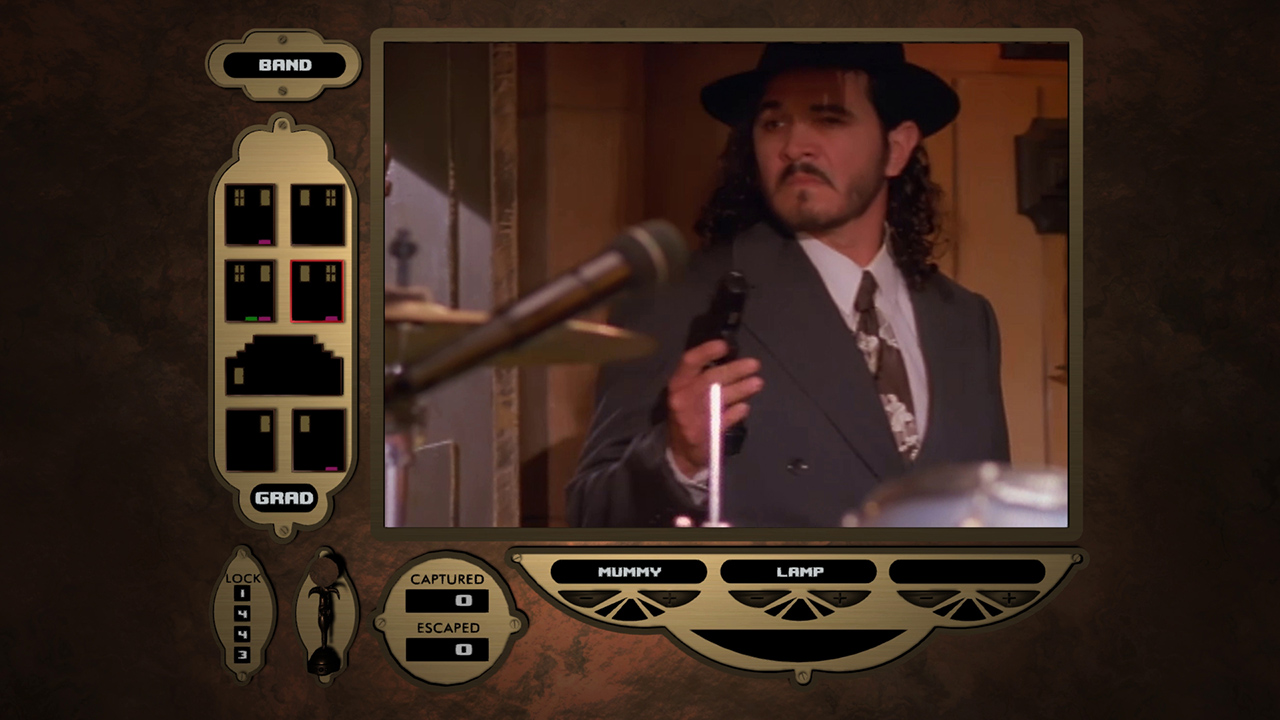 BAND
GRAD
LOCK
1
4
4
3
CAPTURED
0
ESCAPED
0
MUMMY
LAMP
- +
- +
- +